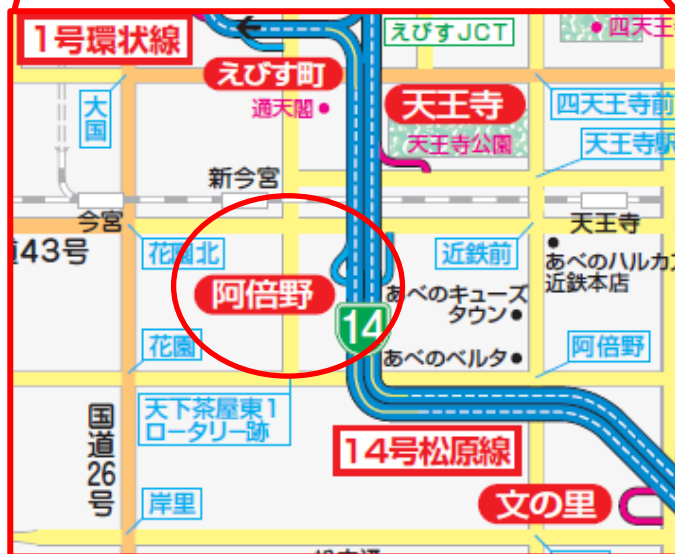 1号環状線
えびすJCT
四天王
えびす町
大国
通天閣
天王寺
四天王寺前
天王寺公園
天王寺駅
新今宮
今宮
天王寺
43号
花園北
近鉄前
あべのハルカス
近鉄本店
阿倍野
あべのキューズ
タウン
14
花園
あべのベルタ
阿倍野
国道26号
天下茶屋東1
ロータリー跡
14号松原線
岸里
文の里